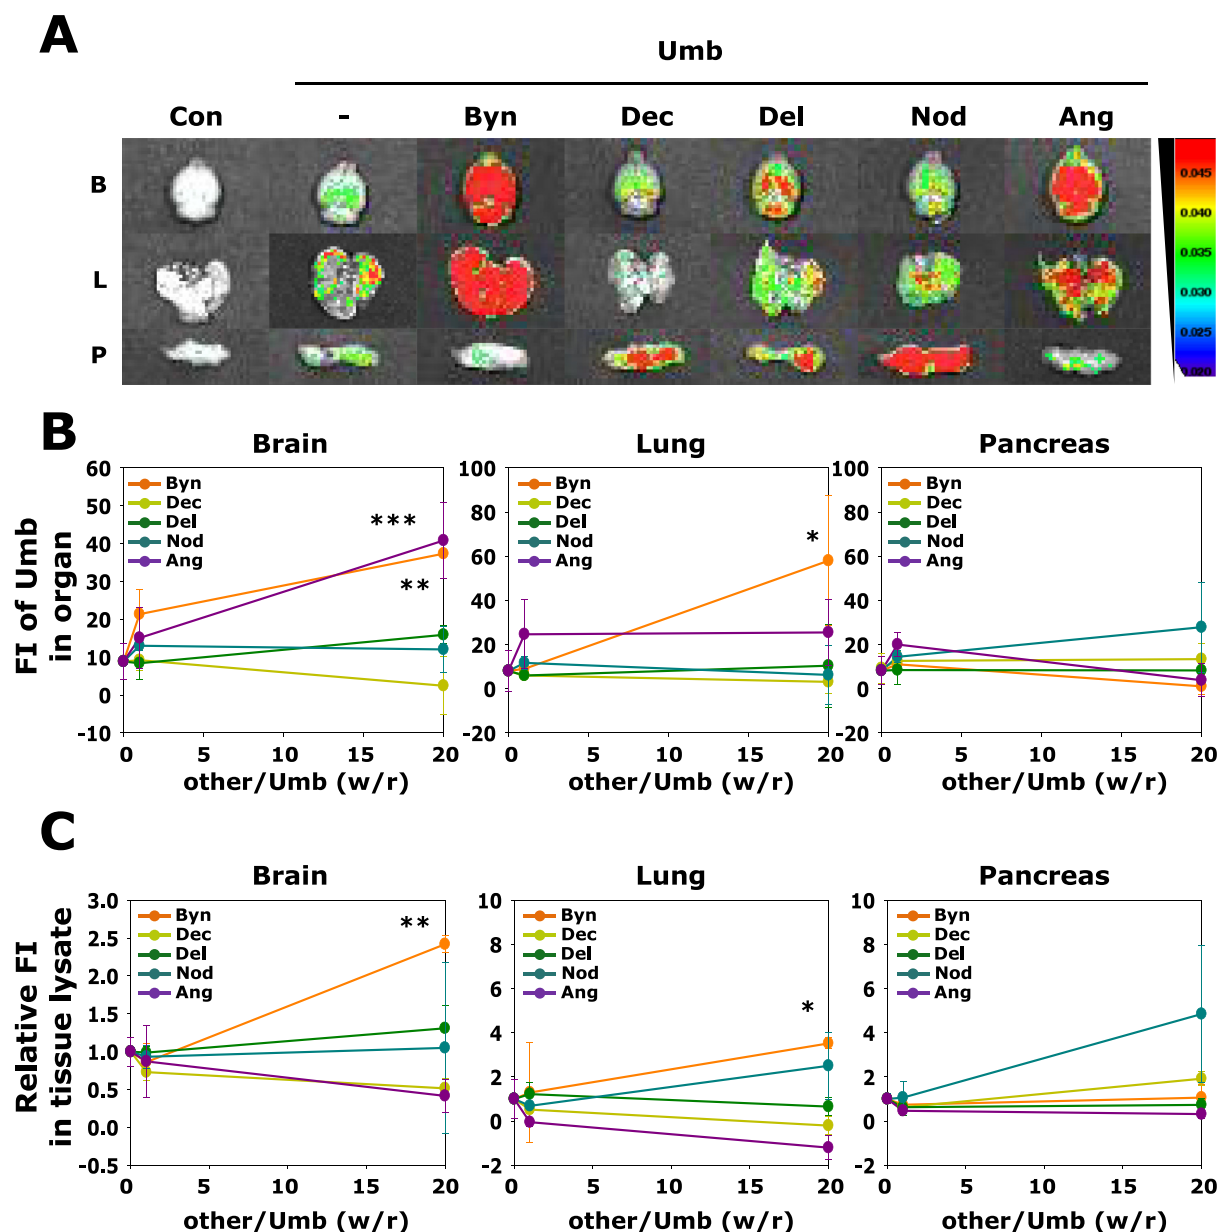 A
Umb
Con - Byn Dec Del Nod Ang
B
L
P
0.045
0.040
0.035
0.030
0.025
0.020
B
Brain Lung Pancreas
FI of Umb
in organ
60
50
40
30
20
10
0
-10
Byn
Dec
Del
Nod
Ang
***
**
0 5 10 15 20
other/Umb (w/r)
100
80
60
40
20
0
-20
Byn
Dec
Del
Nod
Ang
*
0 5 10 15 20
other/Umb (w/r)
100
80
60
40
20
0
-20
Byn
Dec
Del
Nod
Ang
0 5 10 15 20
other/Umb (w/r)
C
Brain Lung Pancreas
Relative FI
in tissue lysate
3.0
2.5
2.0
1.5
1.0
0.5
0.0
-0.5
Byn
Dec
Del
Nod
Ang
**
0 5 10 15 20
other/Umb (w/r)
10
8
6
4
2
0
-2
Byn
Dec
Del
Nod
Ang
*
0 5 10 15 20
other/Umb (w/r)
10
8
6
4
2
0
-2
Byn
Dec
Del
Nod
Ang
0 5 10 15 20
other/Umb (w/r)